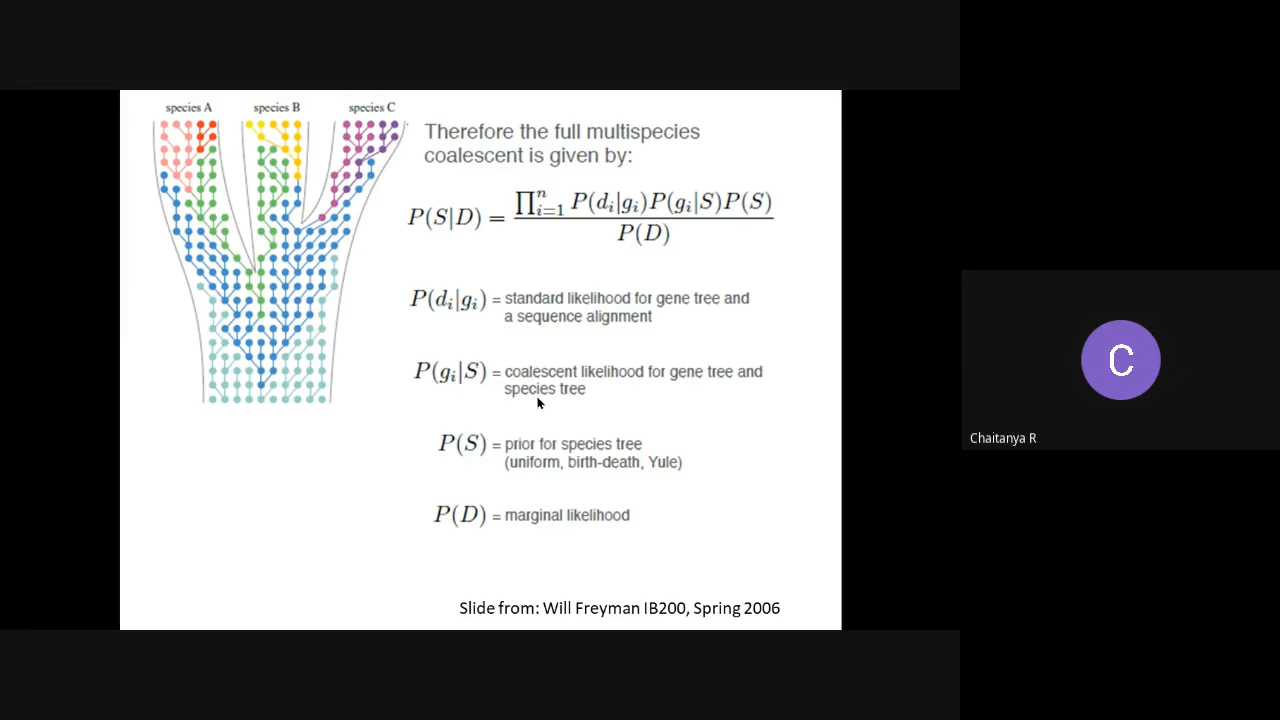 species A species B species C
Therefore the full multispecies
coalescent is given by:
P(S|D) = ∏ⁿᵢ₌₁ P(dᵢ|gᵢ)P(gᵢ|S)P(S) / P(D)
P(dᵢ|gᵢ) = standard likelihood for gene tree and
a sequence alignment
P(gᵢ|S) = coalescent likelihood for gene tree and
species tree
P(S) = prior for species tree
(uniform, birth-death, Yule)
P(D) = marginal likelihood
Slide from: Will Freyman IB200, Spring 2006
C
Chaitanya R